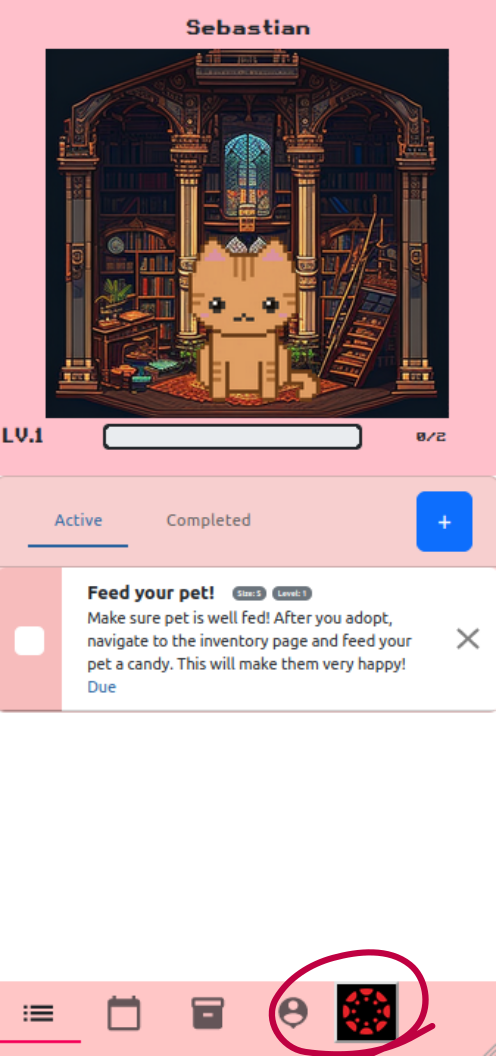 Sebastian
LV.1
0/2
Active
Completed
+
Feed your pet! Size: S Level: 1
Make sure pet is well fed! After you adopt,
navigate to the inventory page and feed your
pet a candy. This will make them very happy!
Due